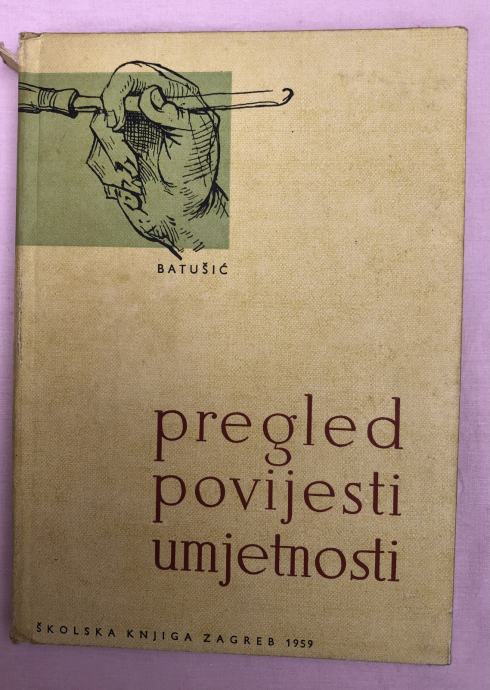 BATUŠIĆ
pregled
povijesti
umjetnosti
ŠKOLSKA KNJIGA ZAGREB 1959